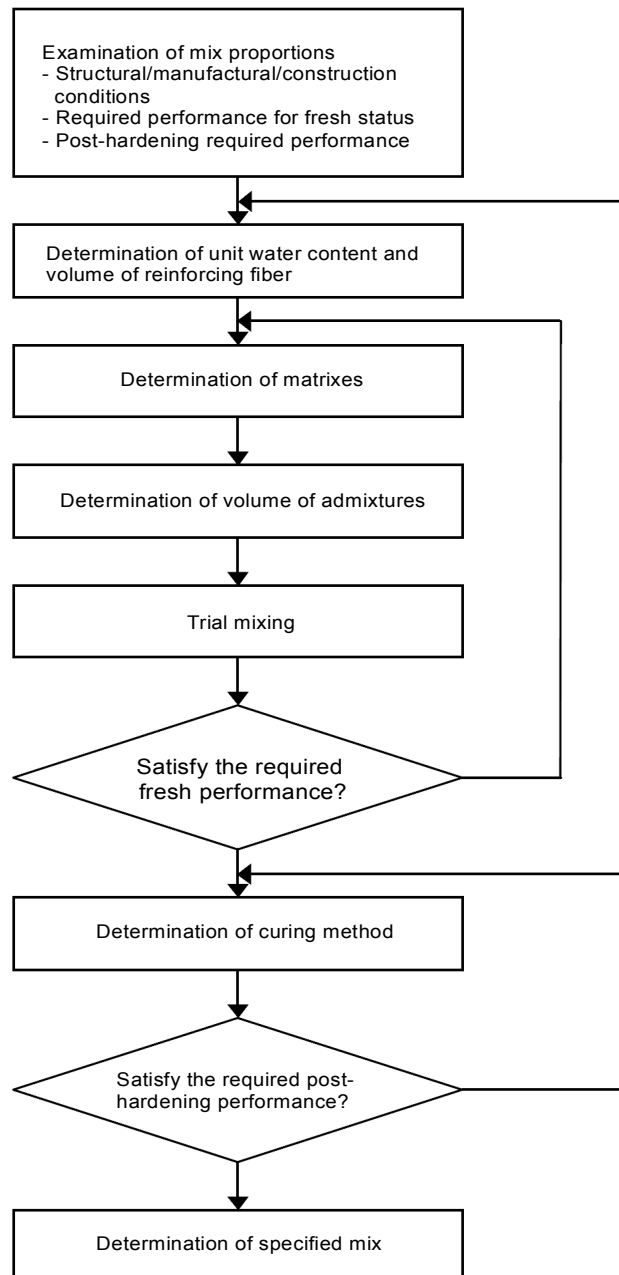 Examination of mix proportions
- Structural/manufactural/construction
conditions
- Required performance for fresh status
- Post-hardening required performance
Determination of unit water content and
volume of reinforcing fiber
Determination of matrixes
Determination of volume of admixtures
Trial mixing
Satisfy the required
fresh performance?
Determination of curing method
Satisfy the required post-
hardening performance?
Determination of specified mix